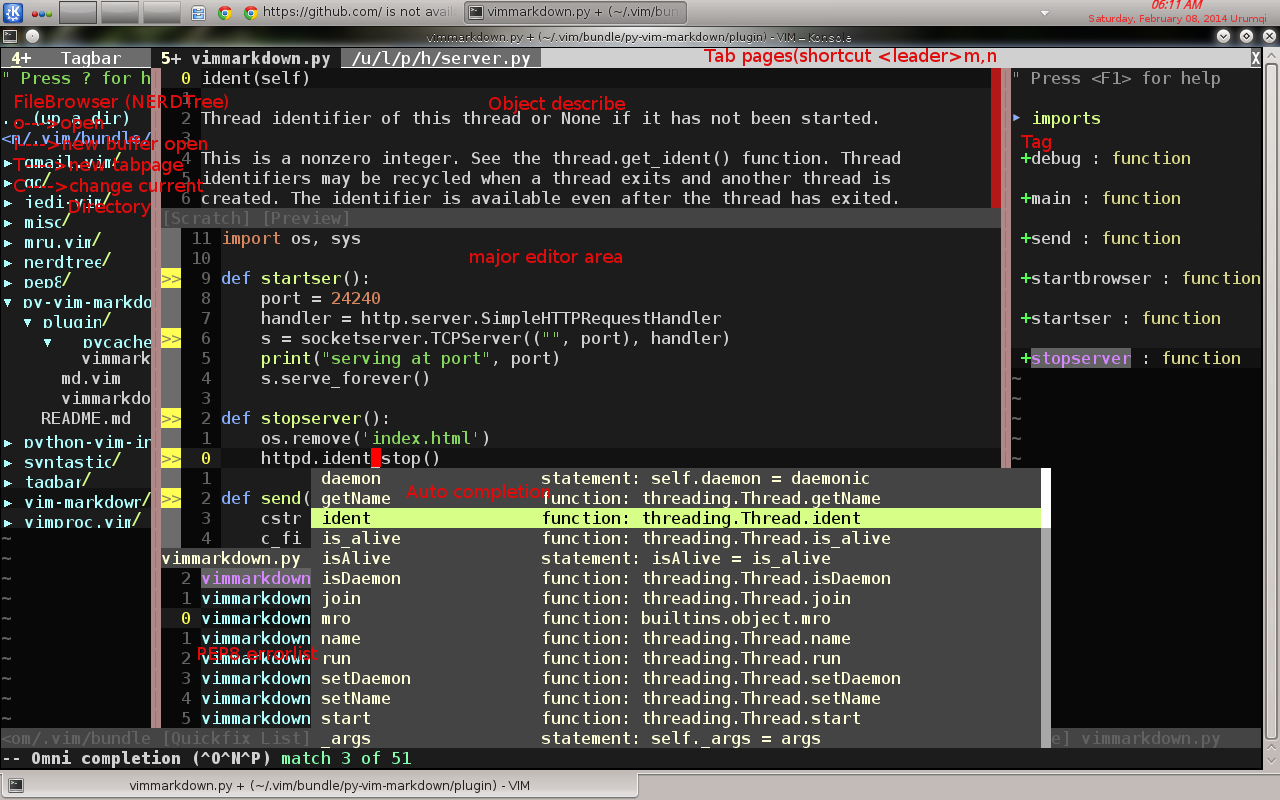 https://github.com/ is not avai
vimmarkdown.py + (~/.vim/bun
06:11 AM
Saturday, February 08, 2014 Urumqi
vimmarkdown.py + (~/.vim/bundle/py-vim-markdown/plugin) - VIM – Konsole
4+ Tagbar
5+ vimmarkdown.py /u/l/p/h/server.py
Tab pages(shortcut <leader>m,n
X
" Press ? for h
FileBrowser (NERDTree)
.. (up a dir)
o--->open
<m/.vim/bundle/
i---->new buffer open
▸ gmail.vim/
T---->new tabpage
▸ gc/
C---->change current
▸ jedi-vim/
Directory
▸ misc/
▸ mru.vim/
▸ nerdtree/
▸ pep8/
▾ py-vim-markdo
▾ plugin/
▾ __pycache
vimmark
md.vim
vimmarkdo
README.md
▸ python-vim-in
▸ syntastic/
▸ tagbar/
▸ vim-markdown/
▸ vimproc.vim/
0 ident(self)
1
Object describe
2 Thread identifier of this thread or None if it has not been started.
3
4 This is a nonzero integer. See the thread.get_ident() function. Thread
5 identifiers may be recycled when a thread exits and another thread is
6 created. The identifier is available even after the thread has exited.
[Scratch] [Preview]
11 import os, sys
10
major editor area
>> 9 def startser():
8 port = 24240
7 handler = http.server.SimpleHTTPRequestHandler
>> 6 s = socketserver.TCPServer(("", port), handler)
5 print("serving at port", port)
4 s.serve_forever()
3
>> 2 def stopserver():
1 os.remove('index.html')
>> 0 httpd.ident stop()
1
>> 2 def send(
3 cstr
4 c_fi
Auto completion
daemon statement: self.daemon = daemonic
getName function: threading.Thread.getName
ident function: threading.Thread.ident
is_alive function: threading.Thread.is_alive
isAlive statement: isAlive = is_alive
isDaemon function: threading.Thread.isDaemon
join function: threading.Thread.join
mro function: builtins.object.mro
name function: threading.Thread.name
run function: threading.Thread.run
setDaemon function: threading.Thread.setDaemon
setName function: threading.Thread.setName
start function: threading.Thread.start
_args statement: self._args = args
vimmarkdown.py
2 vimmarkdown
1 vimmarkdown
0 vimmarkdown
1 vimmarkdown
PEP8 errorlist
2 vimmarkdown
3 vimmarkdown
4 vimmarkdown
5 vimmarkdown
" Press <F1> for help
▸ imports
Tag
+debug : function
+main : function
+send : function
+startbrowser : function
+startser : function
+stopserver : function
~
~
~
~
~
<om/.vim/bundle [Quickfix List]
e] vimmarkdown.py
-- Omni completion (^O^N^P) match 3 of 51
vimmarkdown.py + (~/.vim/bundle/py-vim-markdown/plugin) - VIM